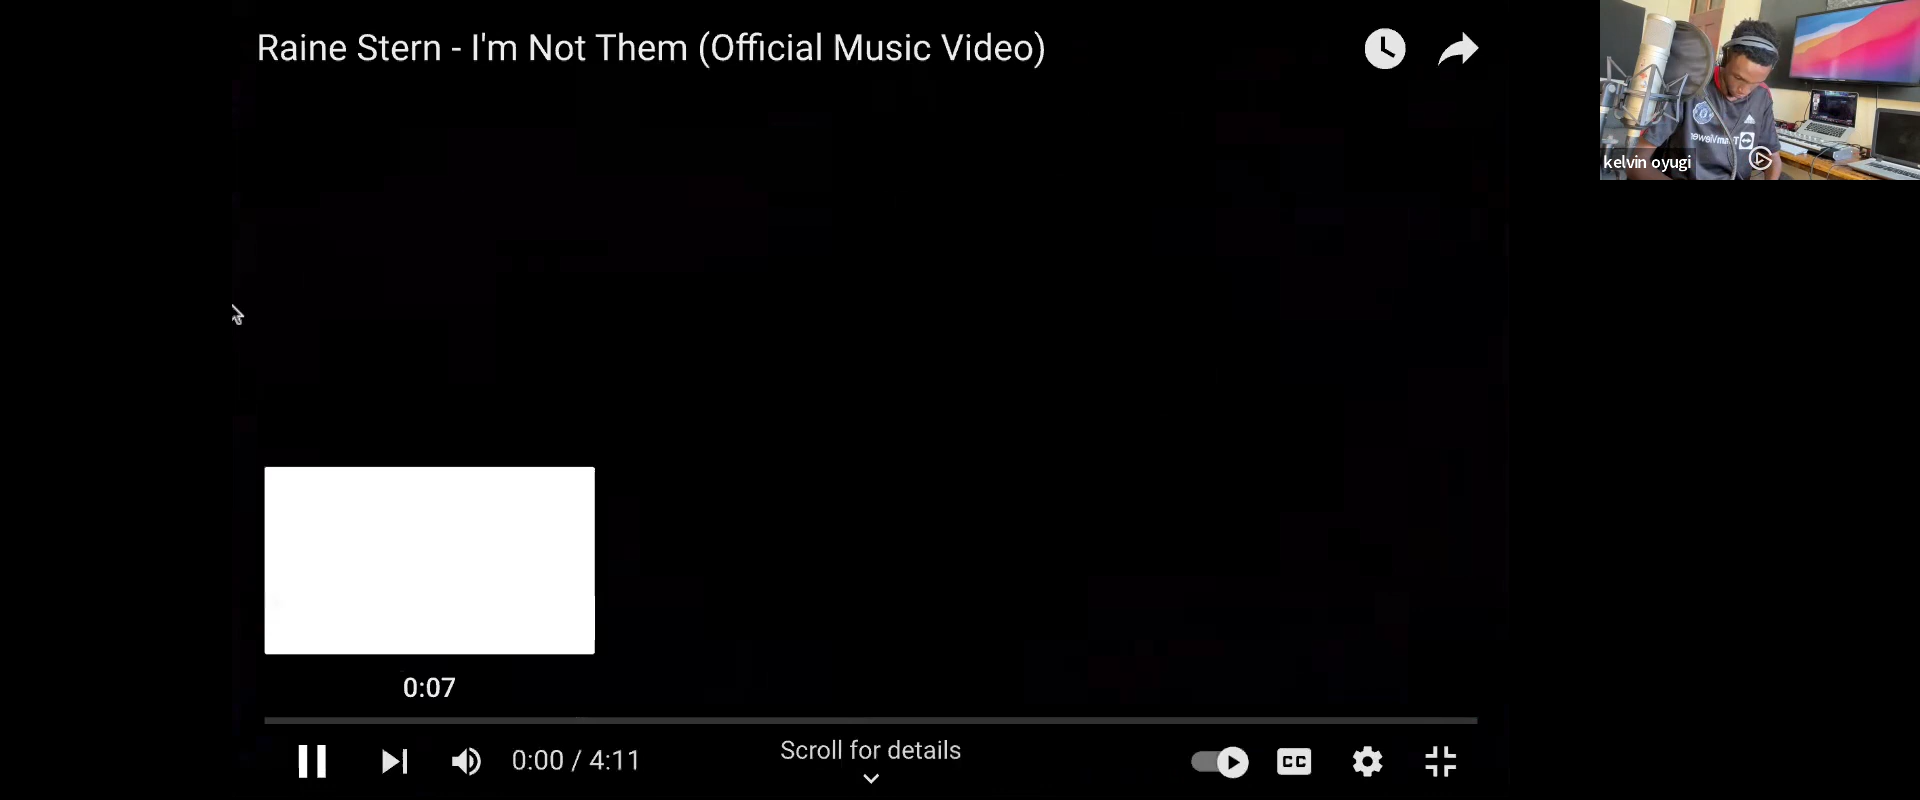 Raine Stern - I'm Not Them (Official Music Video)
kelvin oyugi
0:07
0:00 / 4:11
Scroll for details
CC